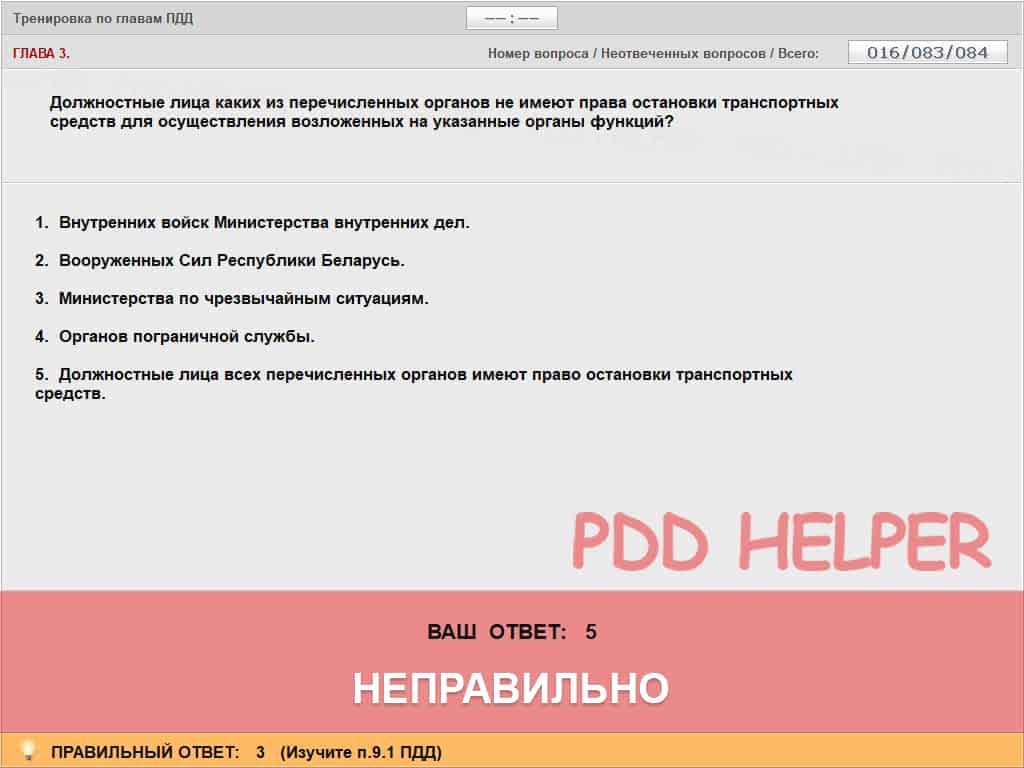 Тренировка по главам ПДД
––:––
ГЛАВА 3.
Номер вопроса / Неотвеченных вопросов / Всего:
016/083/084
Должностные лица каких из перечисленных органов не имеют права остановки транспортных
средств для осуществления возложенных на указанные органы функций?
1. Внутренних войск Министерства внутренних дел.
2. Вооруженных Сил Республики Беларусь.
3. Министерства по чрезвычайным ситуациям.
4. Органов пограничной службы.
5. Должностные лица всех перечисленных органов имеют право остановки транспортных
средств.
PDD HELPER
ВАШ ОТВЕТ: 5
НЕПРАВИЛЬНО
ПРАВИЛЬНЫЙ ОТВЕТ: 3 (Изучите п.9.1 ПДД)